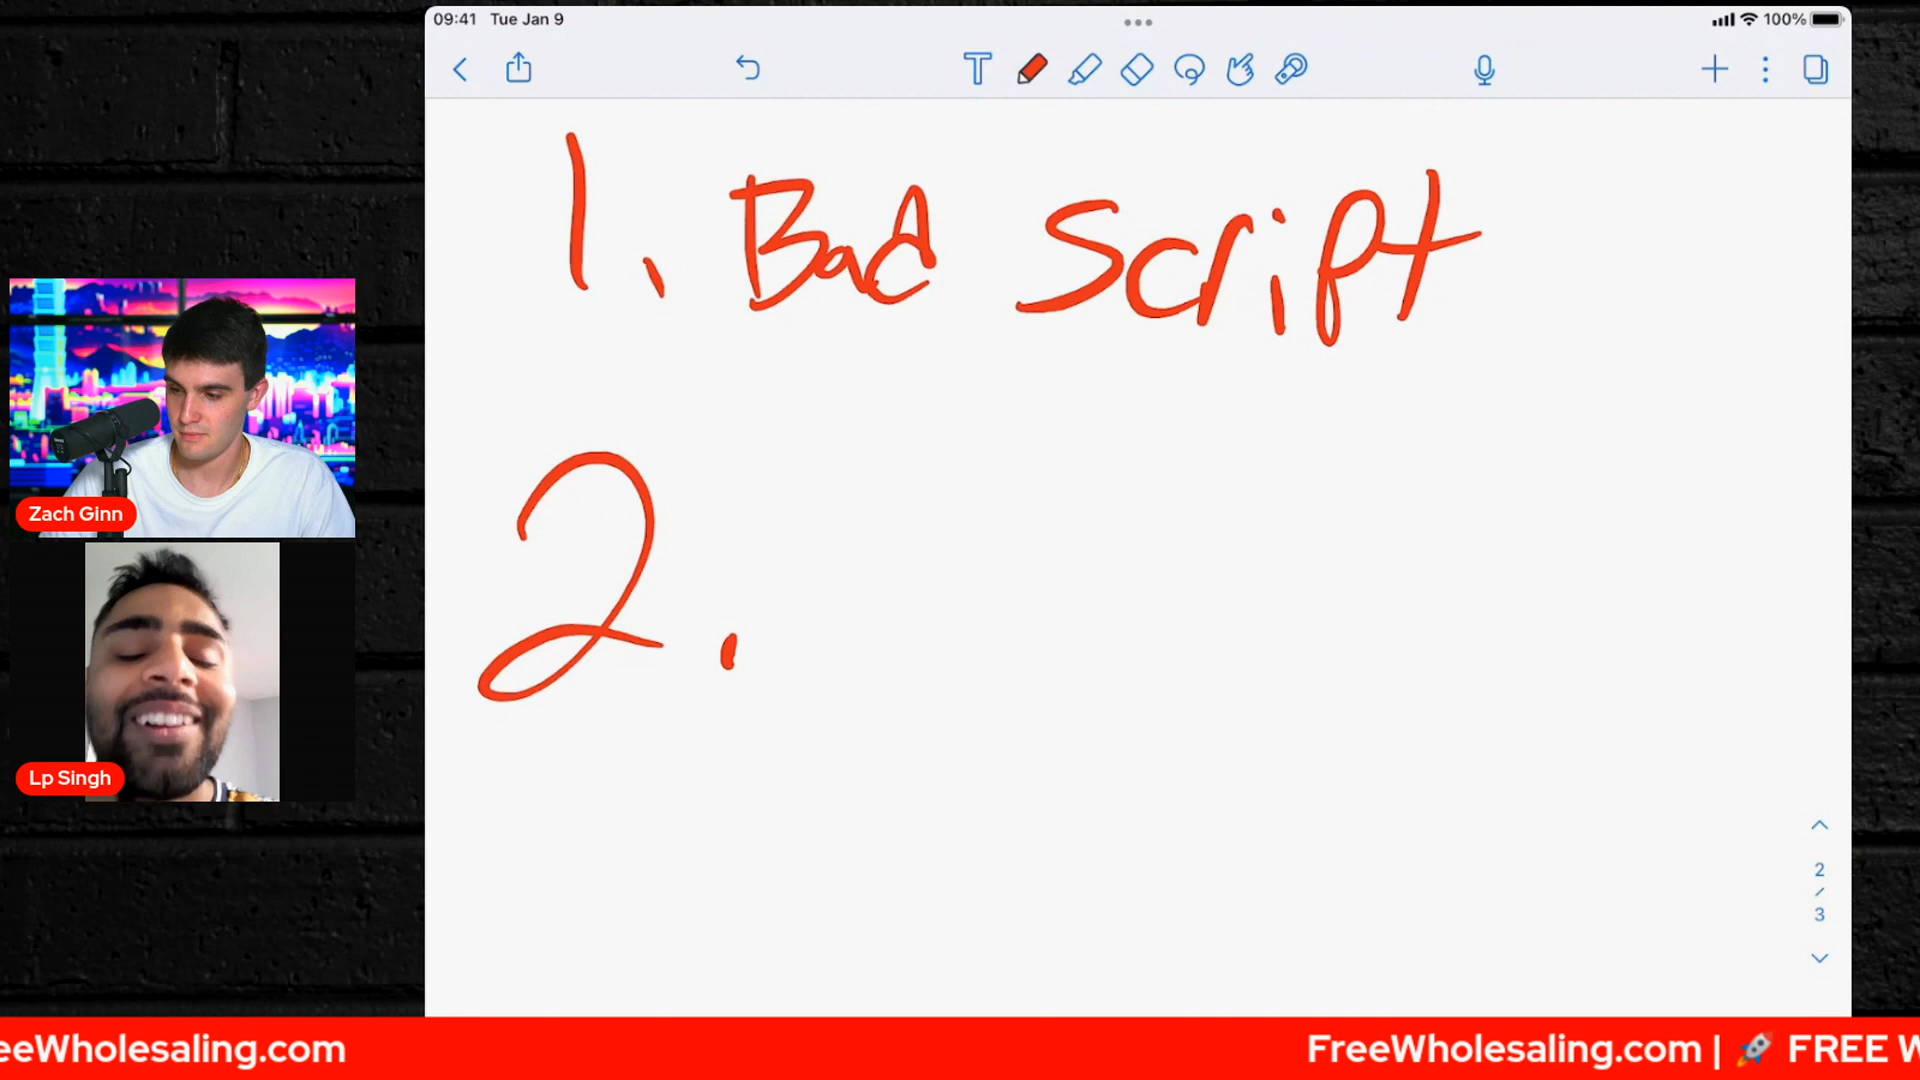 09:41 Tue Jan 9
100%
T
1. Bad Script
2.
Zach Ginn
Lp Singh
2
/
3
eeWholesaling.com
FreeWholesaling.com | 🚀 FREE W